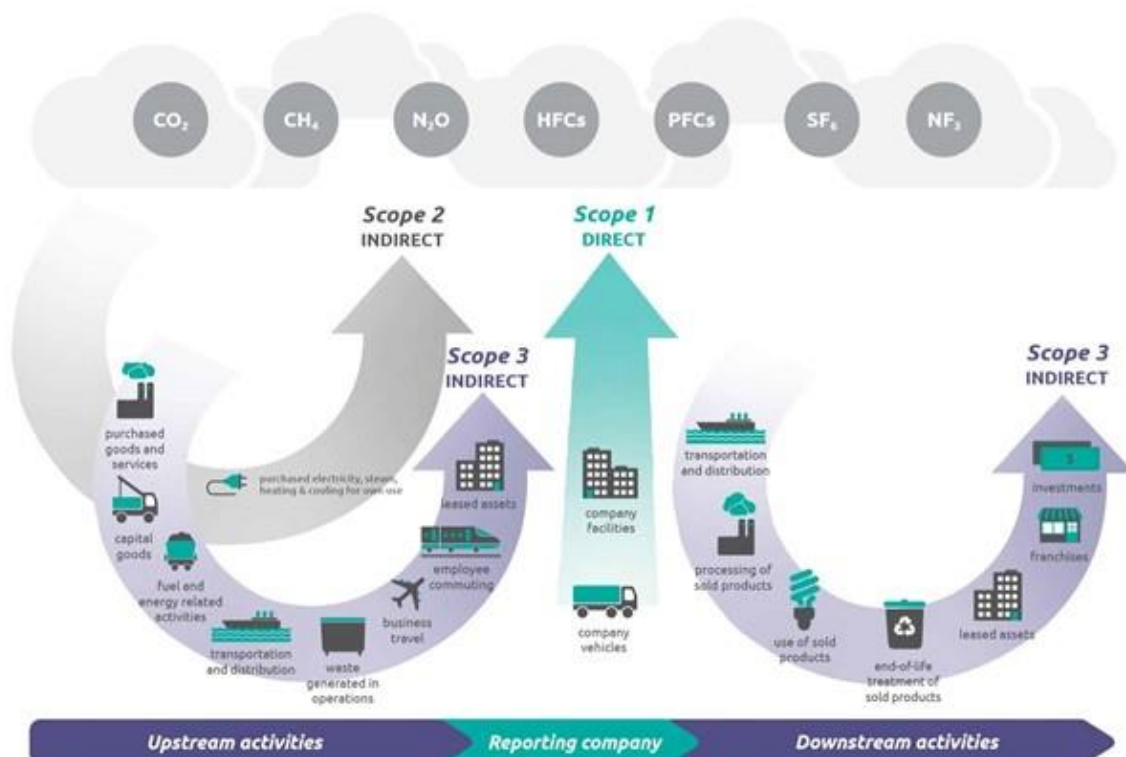 CO₂
CH₄
N₂O
HFCs
PFCs
SF₆
NF₃
Scope 2
INDIRECT
Scope 1
DIRECT
Scope 3
INDIRECT
Scope 3
INDIRECT
purchased
goods and
services
capital
goods
fuel and
energy related
activities
transportation
and distribution
waste
generated in
operations
business
travel
employee
commuting
leased assets
purchased electricity, steam,
heating & cooling for own use
company
facilities
company
vehicles
transportation
and distribution
processing of
sold products
use of sold
products
end-of-life
treatment of
sold products
leased assets
franchises
$
investments
Upstream activities
Reporting company
Downstream activities